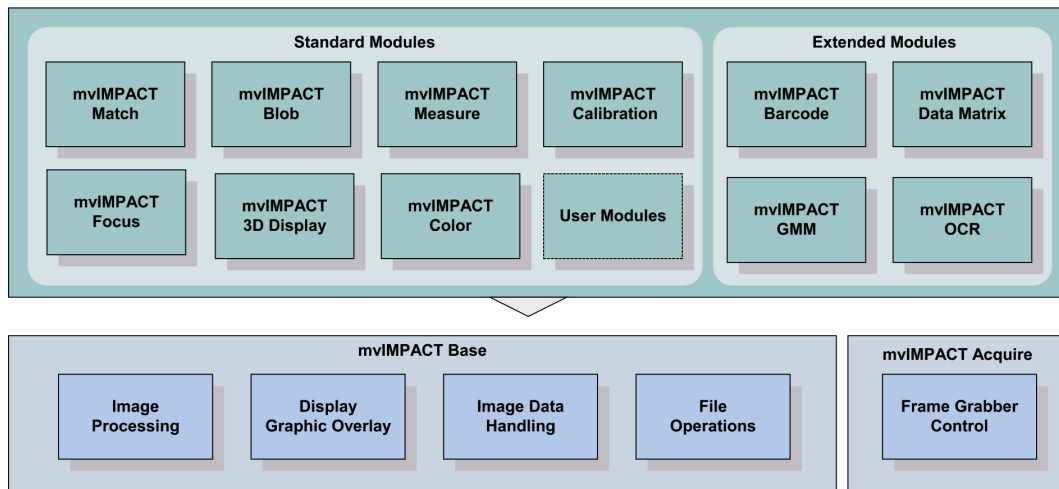 Standard Modules
mvIMPACT
Match
mvIMPACT
Blob
mvIMPACT
Measure
mvIMPACT
Calibration
mvIMPACT
Focus
mvIMPACT
3D Display
mvIMPACT
Color
User Modules
Extended Modules
mvIMPACT
Barcode
mvIMPACT
Data Matrix
mvIMPACT
GMM
mvIMPACT
OCR
mvIMPACT Base
Image
Processing
Display
Graphic Overlay
Image Data
Handling
File
Operations
mvIMPACT Acquire
Frame Grabber
Control